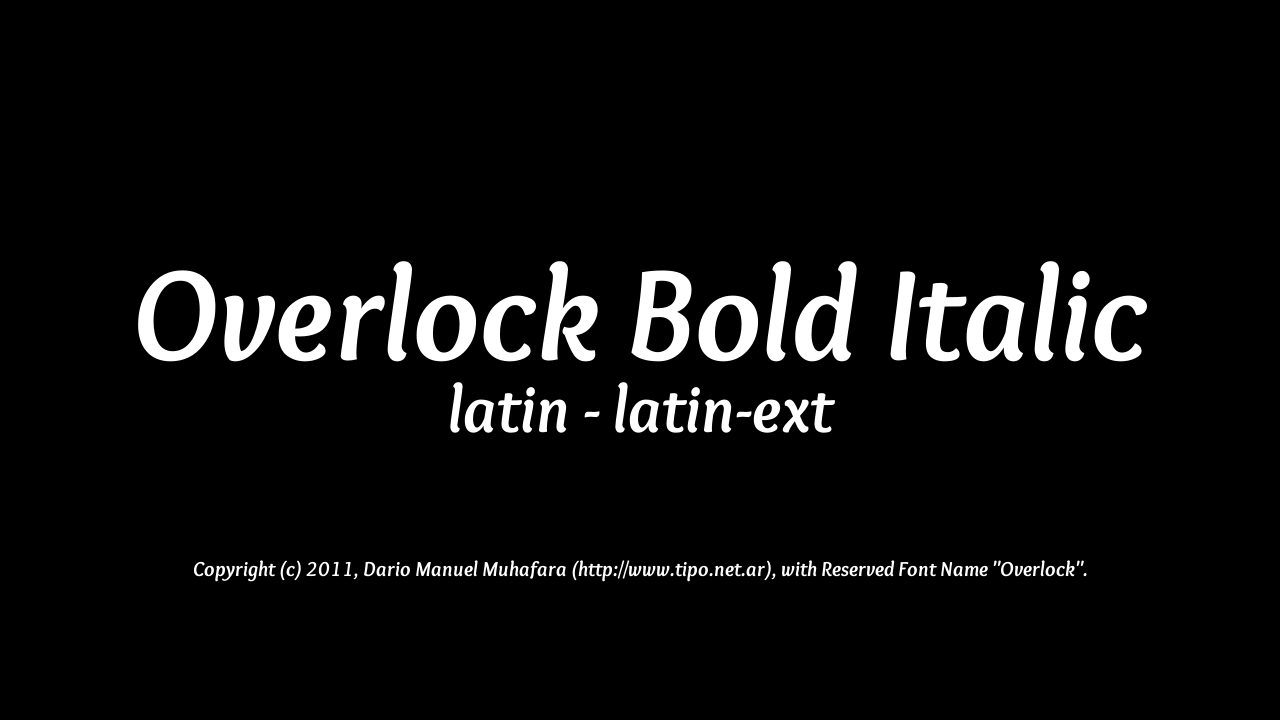 Overlock Bold Italic
latin - latin-ext
Copyright (c) 2011, Dario Manuel Muhafara (http://www.tipo.net.ar), with Reserved Font Name "Overlock".